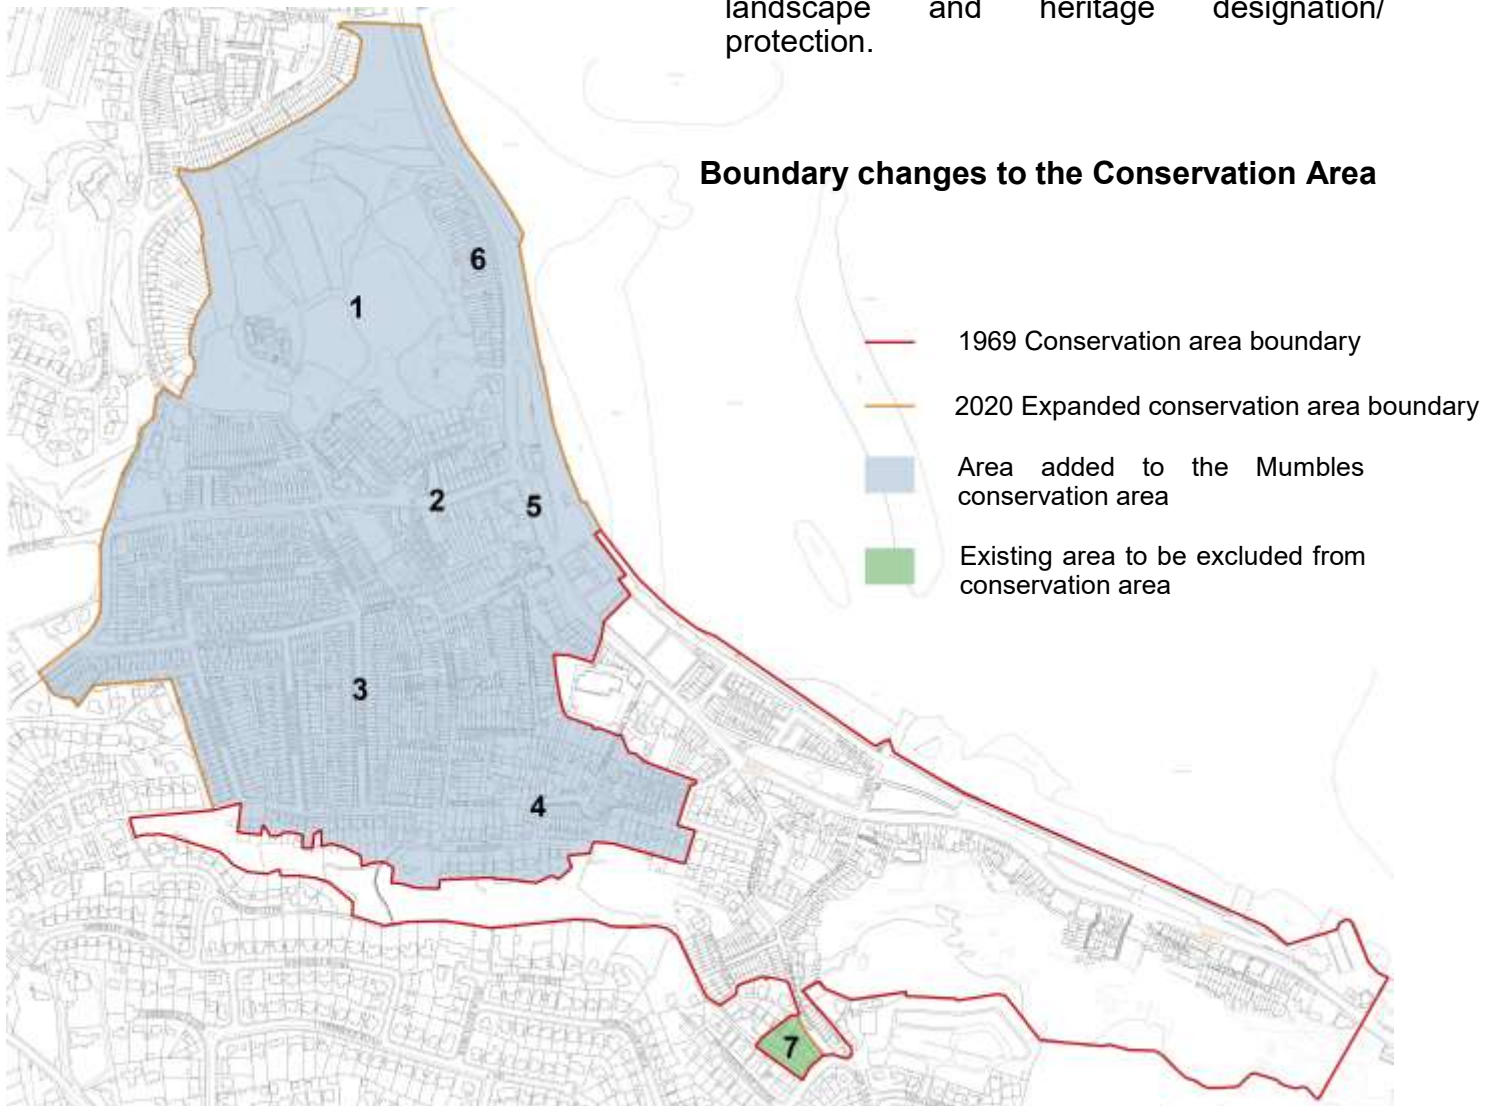 landscape and heritage designation/
protection.
Boundary changes to the Conservation Area
1969 Conservation area boundary
2020 Expanded conservation area boundary
Area added to the Mumbles
conservation area
Existing area to be excluded from
conservation area
6
1
2
5
3
4
7